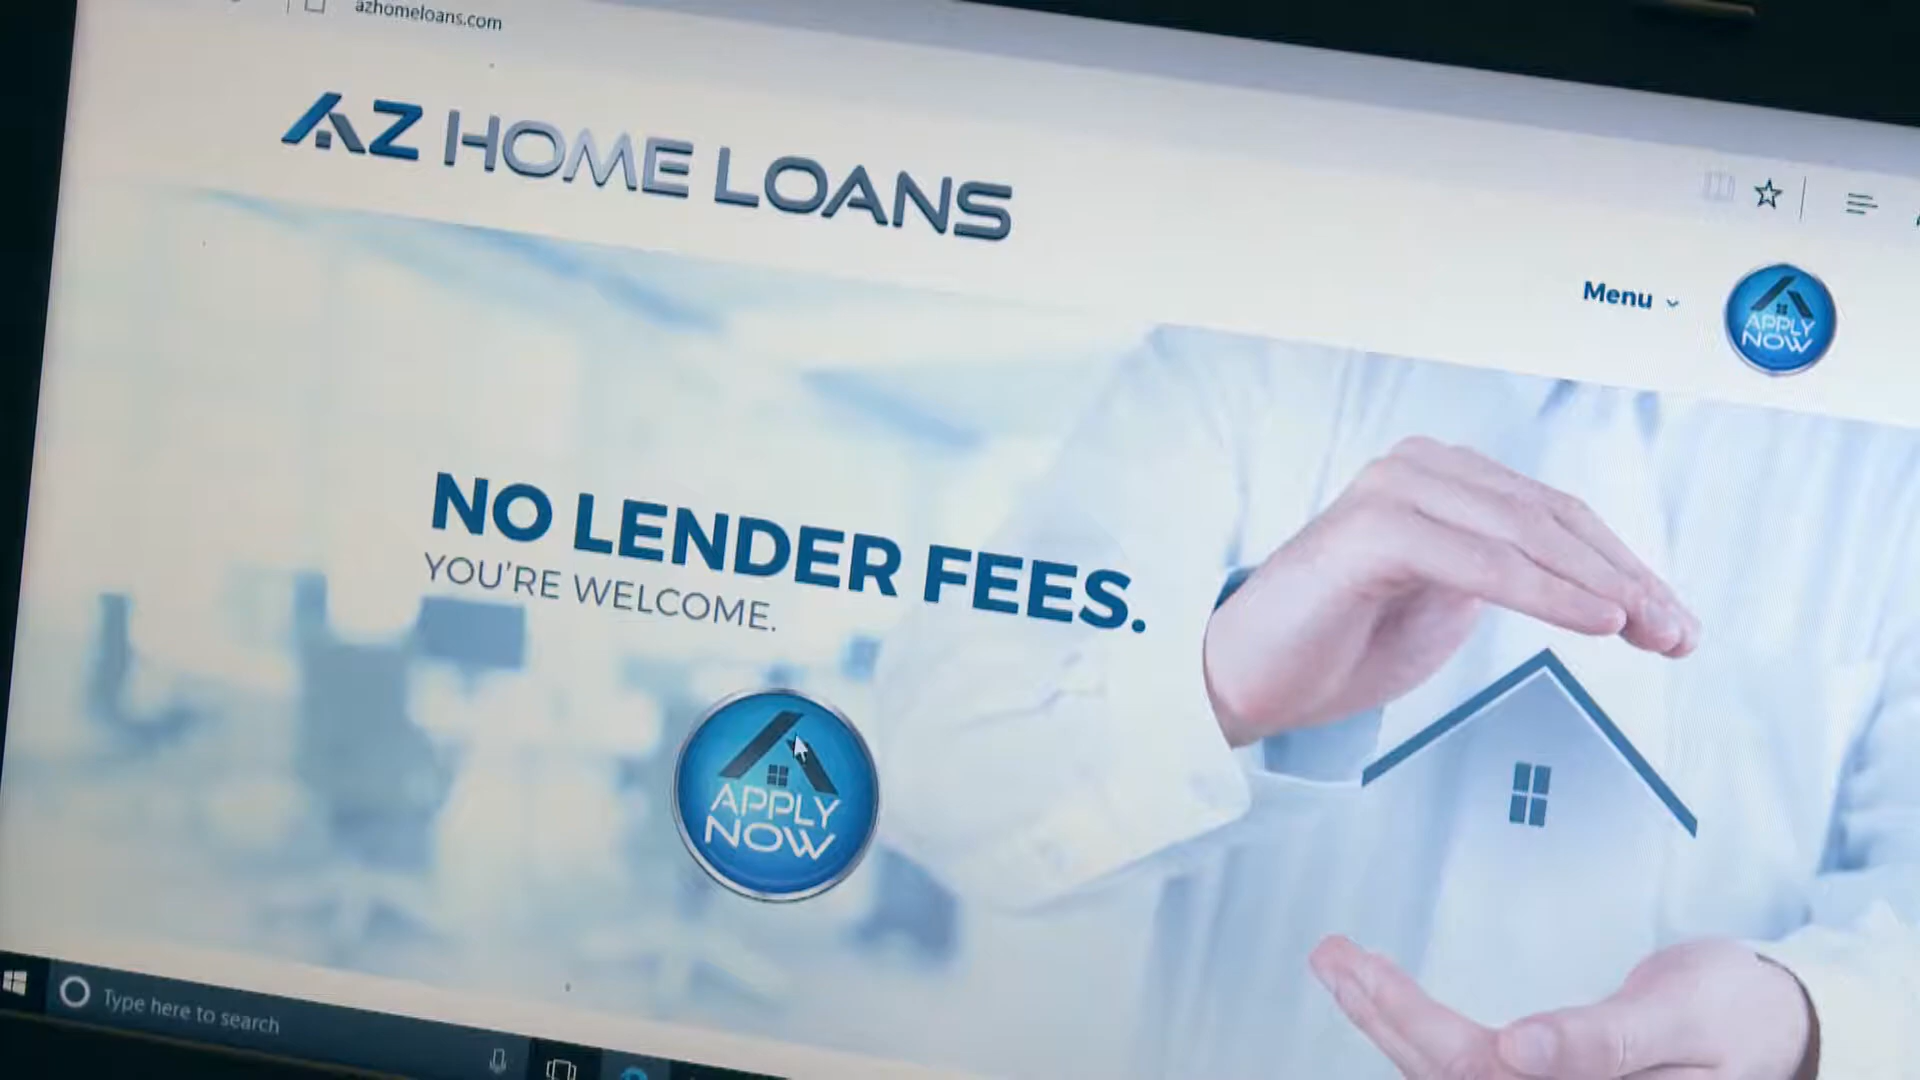 azhomeloans.com
AZ HOME LOANS
Menu
APPLY
NOW
NO LENDER FEES.
YOU'RE WELCOME.
APPLY
NOW
Type here to search